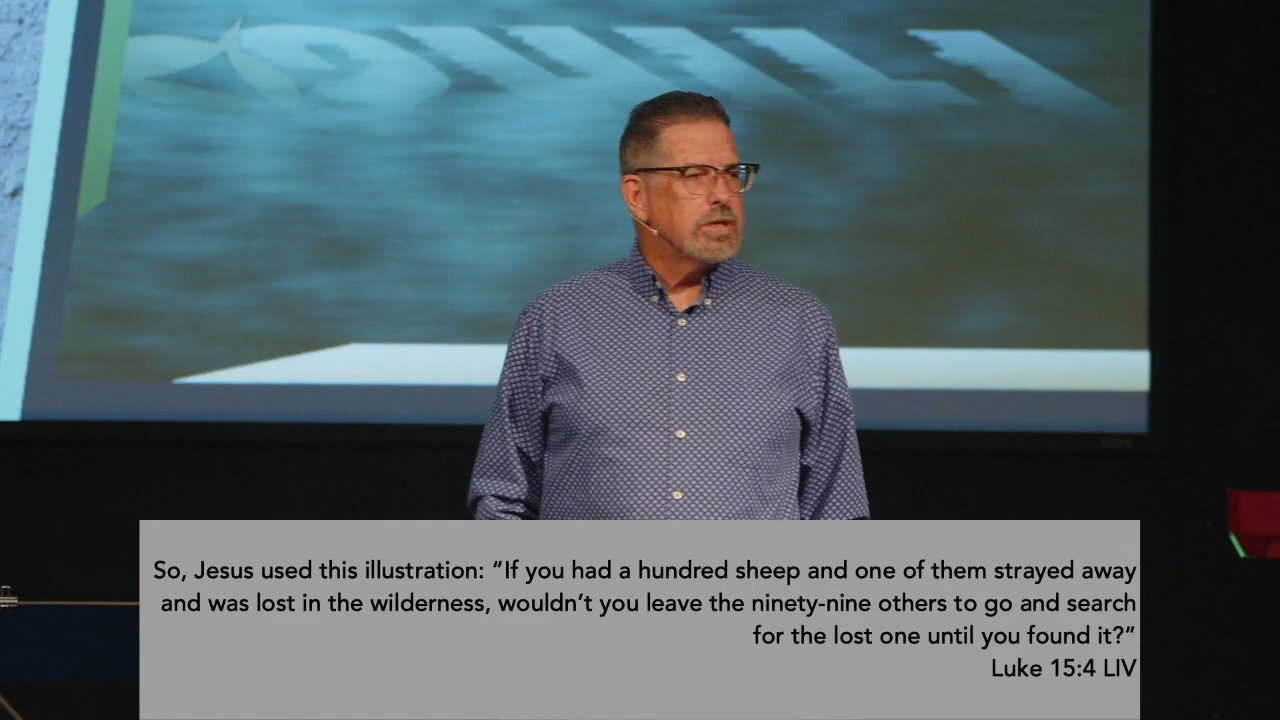 So, Jesus used this illustration: “If you had a hundred sheep and one of them strayed away
and was lost in the wilderness, wouldn’t you leave the ninety-nine others to go and search
for the lost one until you found it?”
Luke 15:4 LIV